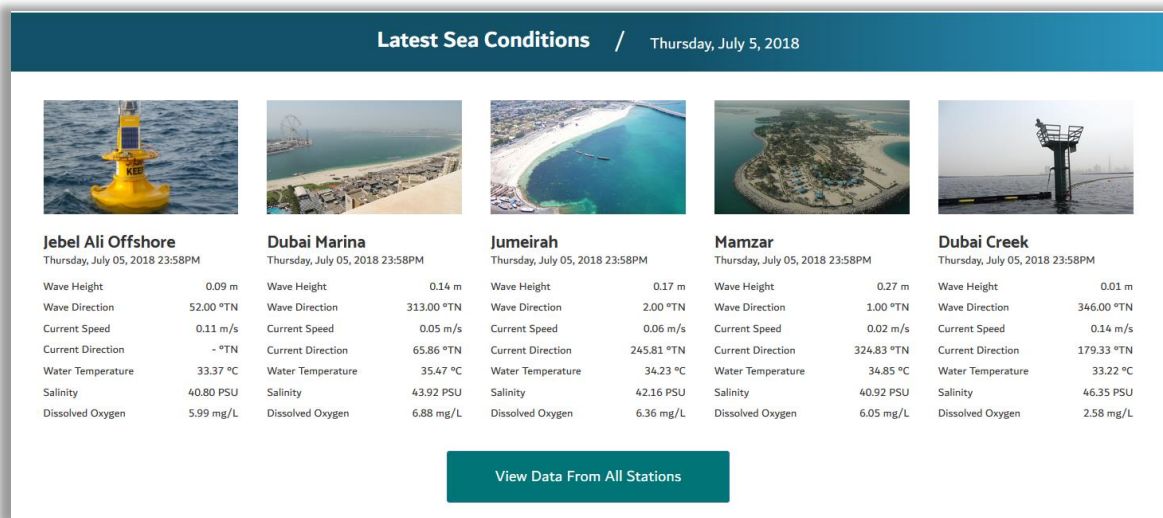 Latest Sea Conditions / Thursday, July 5, 2018
KEEP
Jebel Ali Offshore
Thursday, July 05, 2018 23:58PM
Wave Height 0.09 m
Wave Direction 52.00 °TN
Current Speed 0.11 m/s
Current Direction - °TN
Water Temperature 33.37 °C
Salinity 40.80 PSU
Dissolved Oxygen 5.99 mg/L
Dubai Marina
Thursday, July 05, 2018 23:58PM
Wave Height 0.14 m
Wave Direction 313.00 °TN
Current Speed 0.05 m/s
Current Direction 65.86 °TN
Water Temperature 35.47 °C
Salinity 43.92 PSU
Dissolved Oxygen 6.88 mg/L
Jumeirah
Thursday, July 05, 2018 23:58PM
Wave Height 0.17 m
Wave Direction 2.00 °TN
Current Speed 0.06 m/s
Current Direction 245.81 °TN
Water Temperature 34.23 °C
Salinity 42.16 PSU
Dissolved Oxygen 6.36 mg/L
Mamzar
Thursday, July 05, 2018 23:58PM
Wave Height 0.27 m
Wave Direction 1.00 °TN
Current Speed 0.02 m/s
Current Direction 324.83 °TN
Water Temperature 34.85 °C
Salinity 40.92 PSU
Dissolved Oxygen 6.05 mg/L
Dubai Creek
Thursday, July 05, 2018 23:58PM
Wave Height 0.01 m
Wave Direction 346.00 °TN
Current Speed 0.14 m/s
Current Direction 179.33 °TN
Water Temperature 33.22 °C
Salinity 46.35 PSU
Dissolved Oxygen 2.58 mg/L
View Data From All Stations